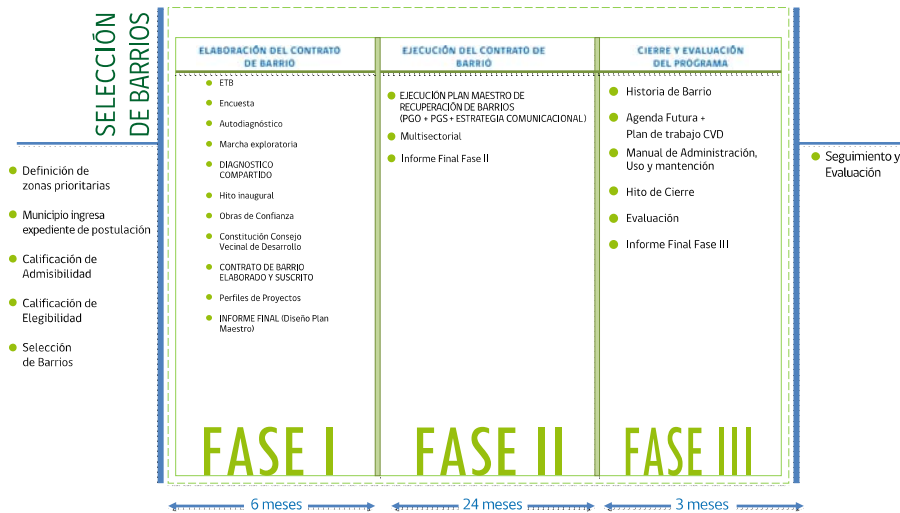 SELECCIÓN
DE BARRIOS
Definición de
zonas prioritarias
Municipio ingresa
expediente de postulación
Calificación de
Admisibilidad
Calificación de
Elegibilidad
Selección
de Barrios
ELABORACIÓN DEL CONTRATO
DE BARRIO
ETB
Encuesta
Autodiagnóstico
Marcha exploratoria
DIAGNOSTICO
COMPARTIDO
Hito inaugural
Obras de Confianza
Constitución Consejo
Vecinal de Desarrollo
CONTRATO DE BARRIO
ELABORADO Y SUSCRITO
Perfiles de Proyectos
INFORME FINAL (Diseño Plan
Maestro)
FASE I
6 meses
EJECUCIÓN DEL CONTRATO DE
BARRIÓ
EJECUCIÓN PLAN MAESTRO DE
RECUPERACIÓN DE BARRIOS
(PGO + PGS + ESTRATEGIA COMUNICACIONAL)
Multisectorial
Informe Final Fase II
FASE II
24 meses
CIERRE Y EVALUACIÓN
DEL PROGRAMA
Historia de Barrio
Agenda Futura +
Plan de trabajo CVD
Manual de Administración,
Uso y mantención
Hito de Cierre
Evaluación
Informe Final Fase III
FASE III
3 meses
Seguimiento y
Evaluación